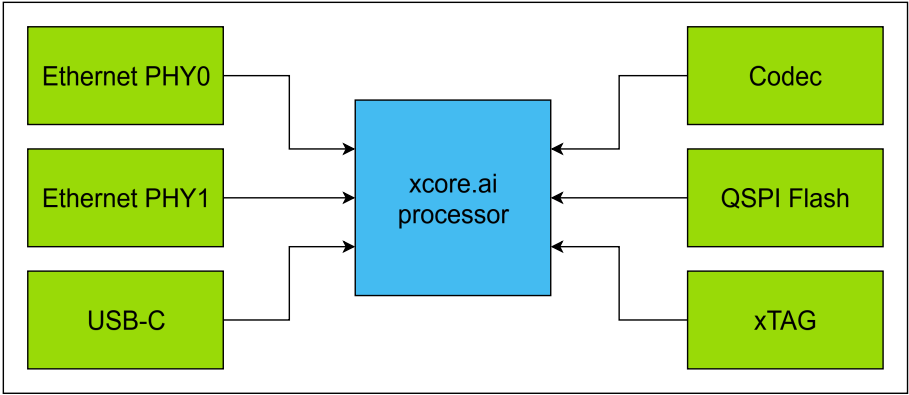 Ethernet PHY0
Ethernet PHY1
USB-C
xcore.ai
processor
Codec
QSPI Flash
xTAG